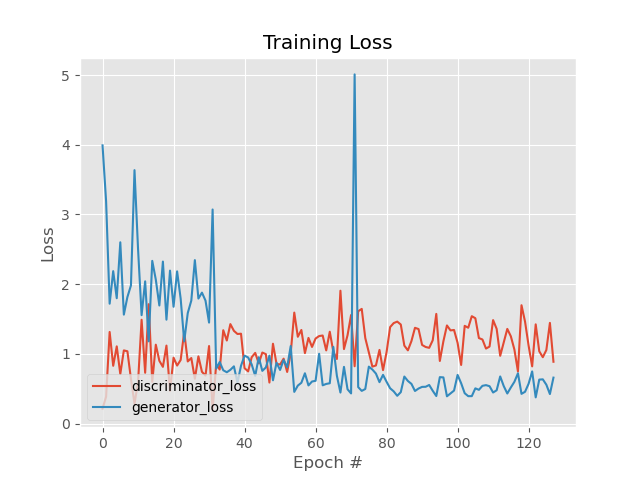 Training Loss
5
4
3
2
1
0
Loss
discriminator_loss
generator_loss
0 20 40 60 80 100 120
Epoch #